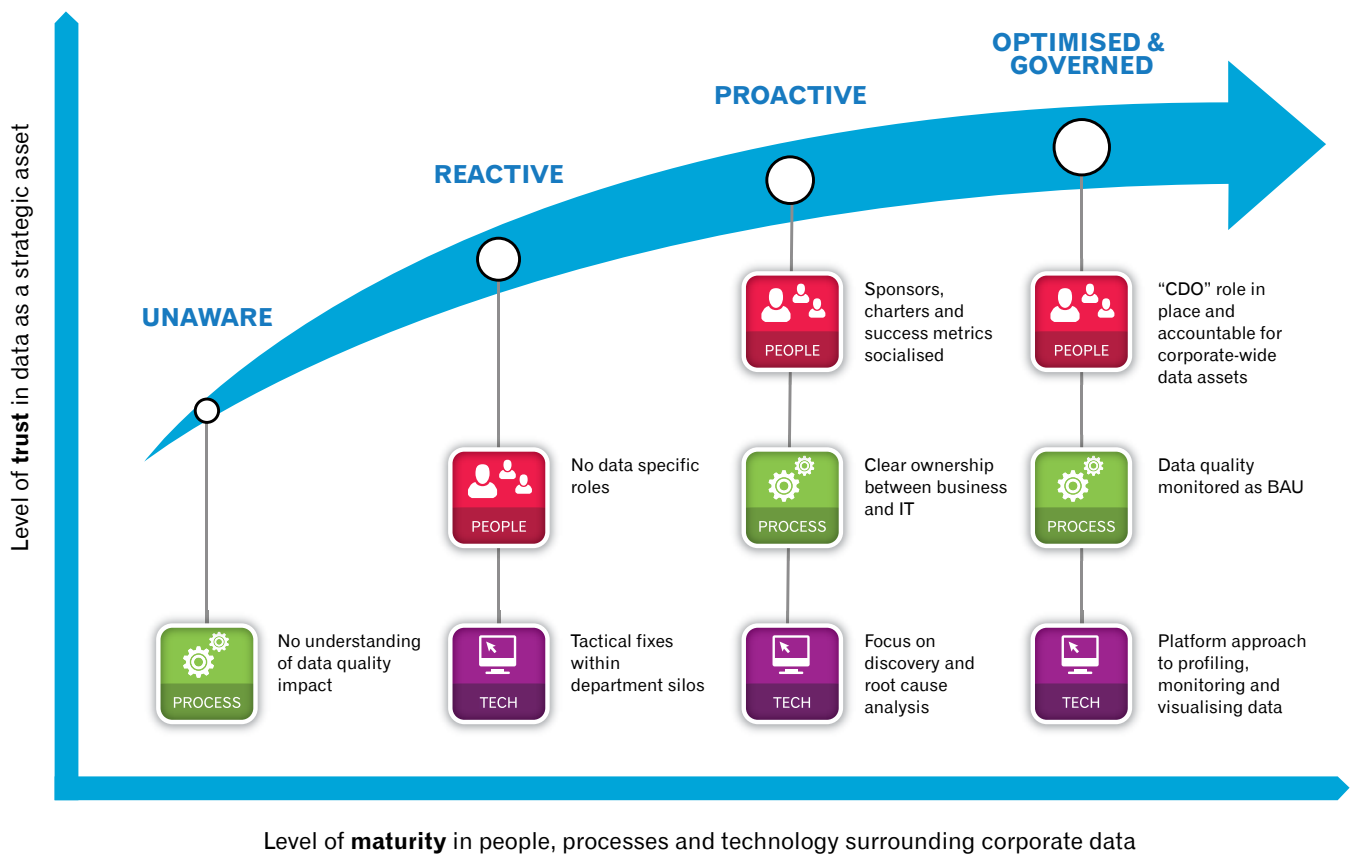 OPTIMISED &
GOVERNED
PROACTIVE
REACTIVE
UNAWARE
Level of trust in data as a strategic asset
PROCESS
No understanding
of data quality
impact
PEOPLE
No data specific
roles
TECH
Tactical fixes
within
department silos
PEOPLE
Sponsors,
charters and
success metrics
socialised
PROCESS
Clear ownership
between business
and IT
TECH
Focus on
discovery and
root cause
analysis
PEOPLE
“CDO” role in
place and
accountable for
corporate-wide
data assets
PROCESS
Data quality
monitored as BAU
TECH
Platform approach
to profiling,
monitoring and
visualising data
Level of maturity in people, processes and technology surrounding corporate data